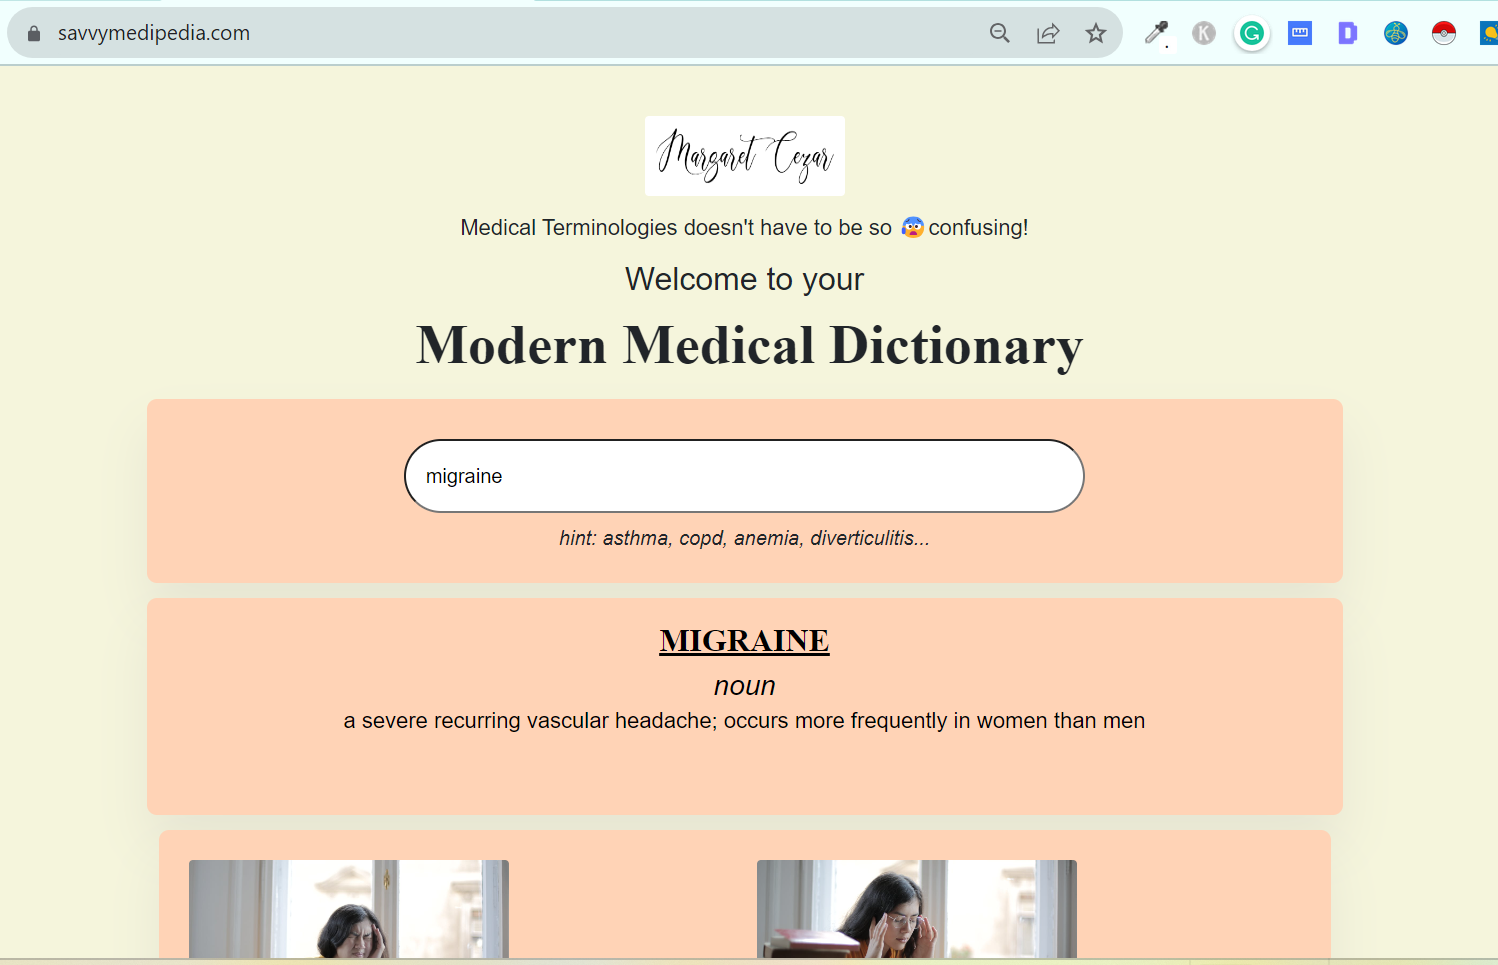 savvymedipedia.com
Margaret Cezar
Medical Terminologies doesn't have to be so 😰 confusing!
Welcome to your
Modern Medical Dictionary
migraine
hint: asthma, copd, anemia, diverticulitis...
MIGRAINE
noun
a severe recurring vascular headache; occurs more frequently in women than men